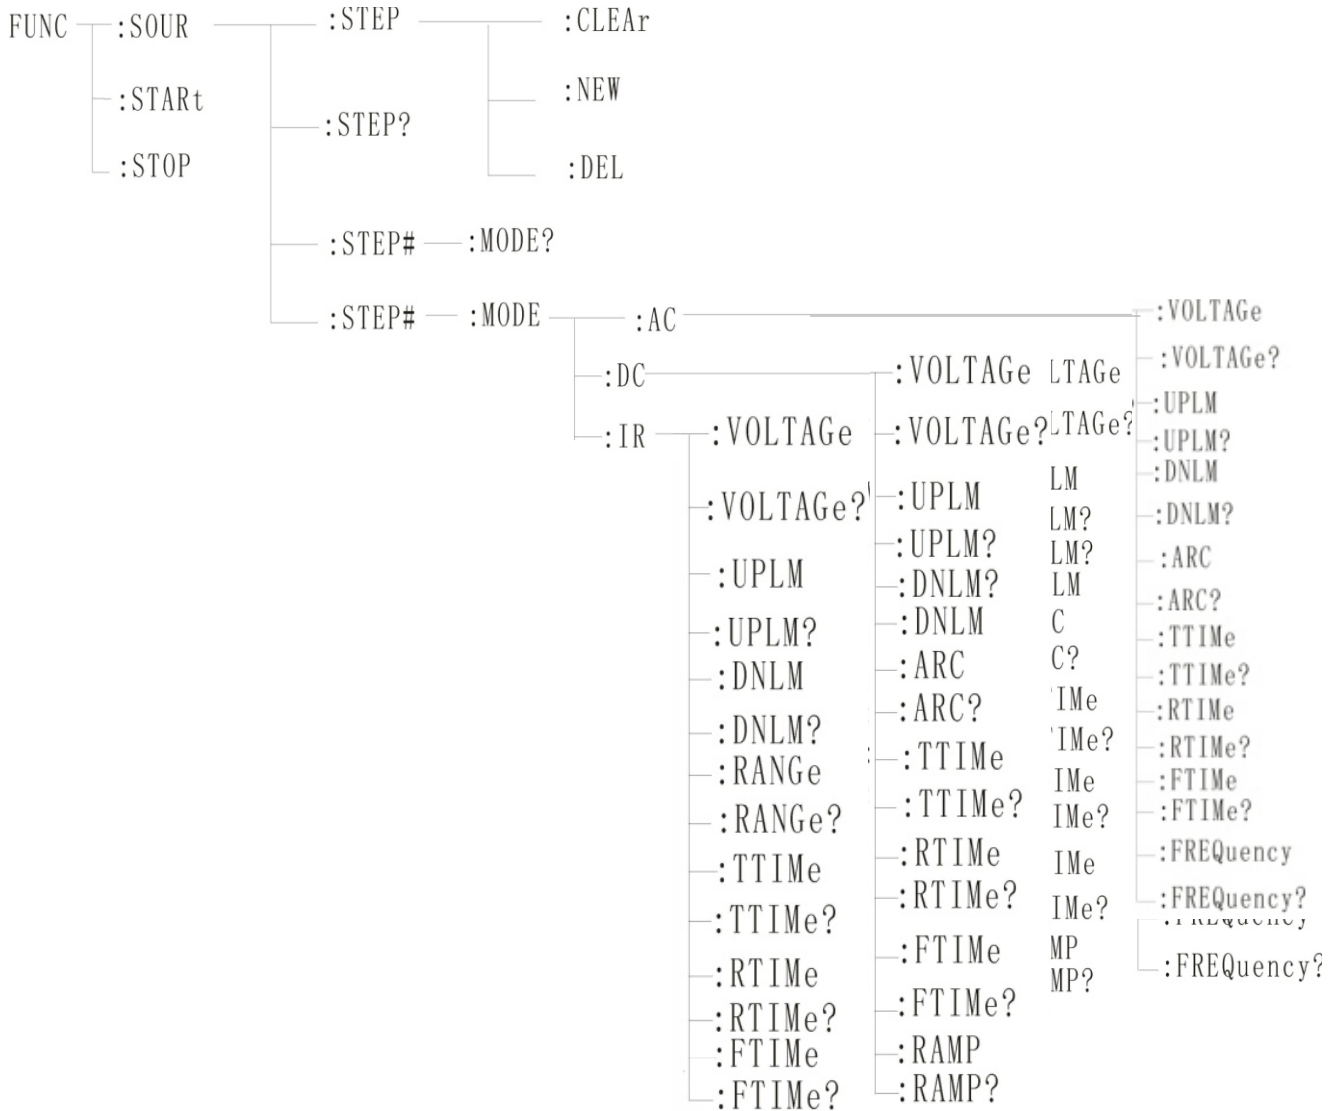 FUNC :SOUR :STEP :CLEAr
:STARt :NEW
:STEP?
:STOP :DEL
:STEP# :MODE?
:STEP# :MODE :AC
:DC
:IR
:VOLTAGe
:VOLTAGe?
:UPLM
:UPLM?
:DNLM
:DNLM?
:RANGe
:RANGe?
:TTIMe
:TTIMe?
:RTIMe
:RTIMe?
:FTIMe
:FTIMe?
:VOLTAGe
:VOLTAGe?
:UPLM
:UPLM?
:DNLM?
:DNLM
:ARC
:ARC?
:TTIMe
:TTIMe?
:RTIMe
:RTIMe?
:FTIMe
:FTIMe?
:RAMP
:RAMP?
LTAGe
LTAGe?
LM
LM?
LM?
LM
C
C?
IMe
IMe?
IMe
IMe?
IMe
IMe?
MP
MP?
:VOLTAGe
:VOLTAGe?
:UPLM
:UPLM?
:DNLM
:DNLM?
:ARC
:ARC?
:TTIMe
:TTIMe?
:RTIMe
:RTIMe?
:FTIMe
:FTIMe?
:FREQuency
:FREQuency?
:FREQuency?